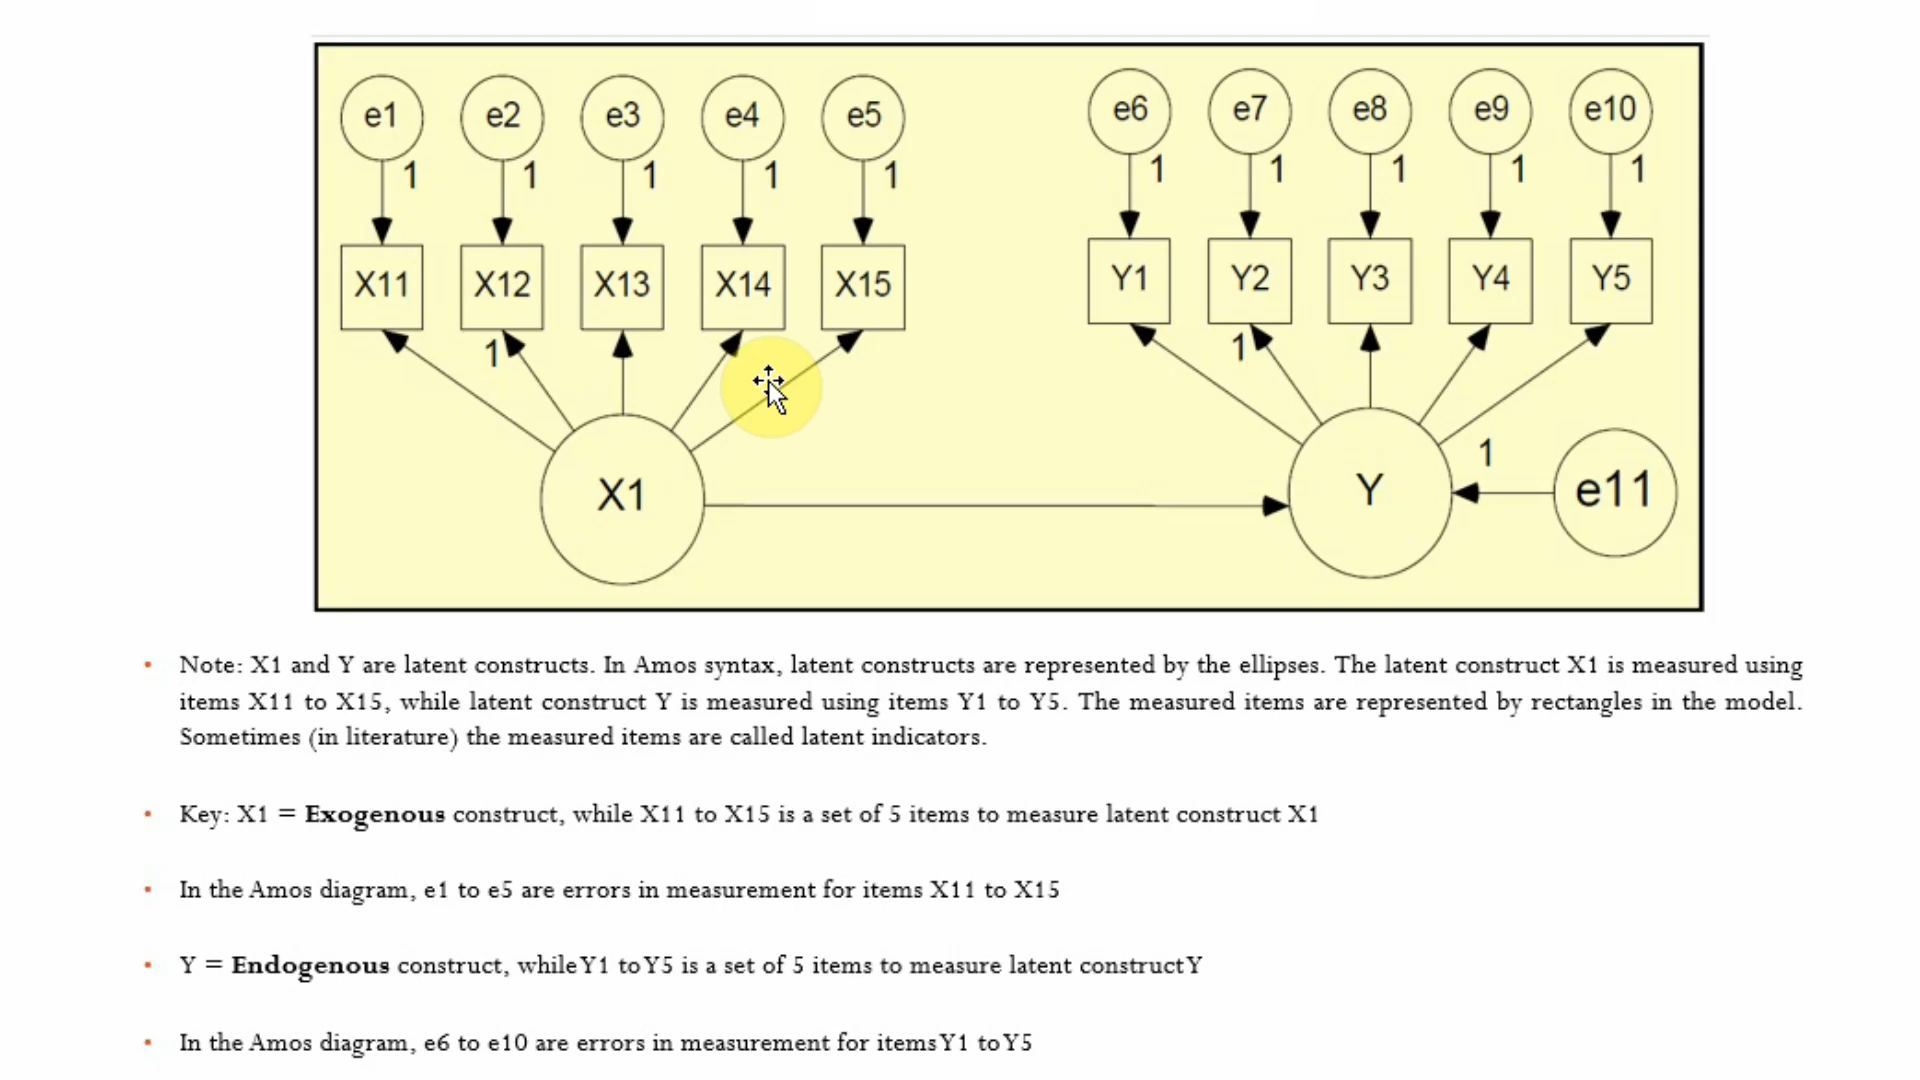 e1 e2 e3 e4 e5 e6 e7 e8 e9 e10
1 1 1 1 1 1 1 1 1 1
X11 X12 X13 X14 X15 Y1 Y2 Y3 Y4 Y5
1 1
1
X1 Y e11
• Note: X1 and Y are latent constructs. In Amos syntax, latent constructs are represented by the ellipses. The latent construct X1 is measured using
items X11 to X15, while latent construct Y is measured using items Y1 to Y5. The measured items are represented by rectangles in the model.
Sometimes (in literature) the measured items are called latent indicators.
• Key: X1 = Exogenous construct, while X11 to X15 is a set of 5 items to measure latent construct X1
• In the Amos diagram, e1 to e5 are errors in measurement for items X11 to X15
• Y = Endogenous construct, while Y1 to Y5 is a set of 5 items to measure latent construct Y
• In the Amos diagram, e6 to e10 are errors in measurement for items Y1 to Y5